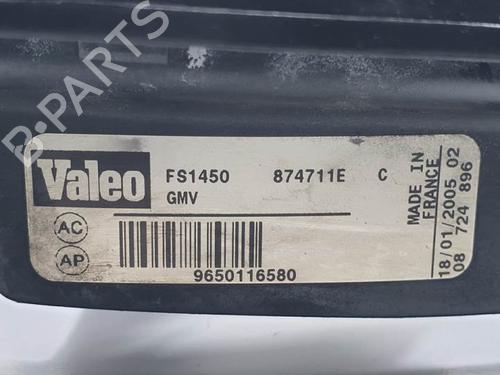 B-PARTS
Valeo
FS1450 874711E C
GMV
AC
AP
9650116580
MADE IN
FRANCE
18/01/2005 02
08 724 896